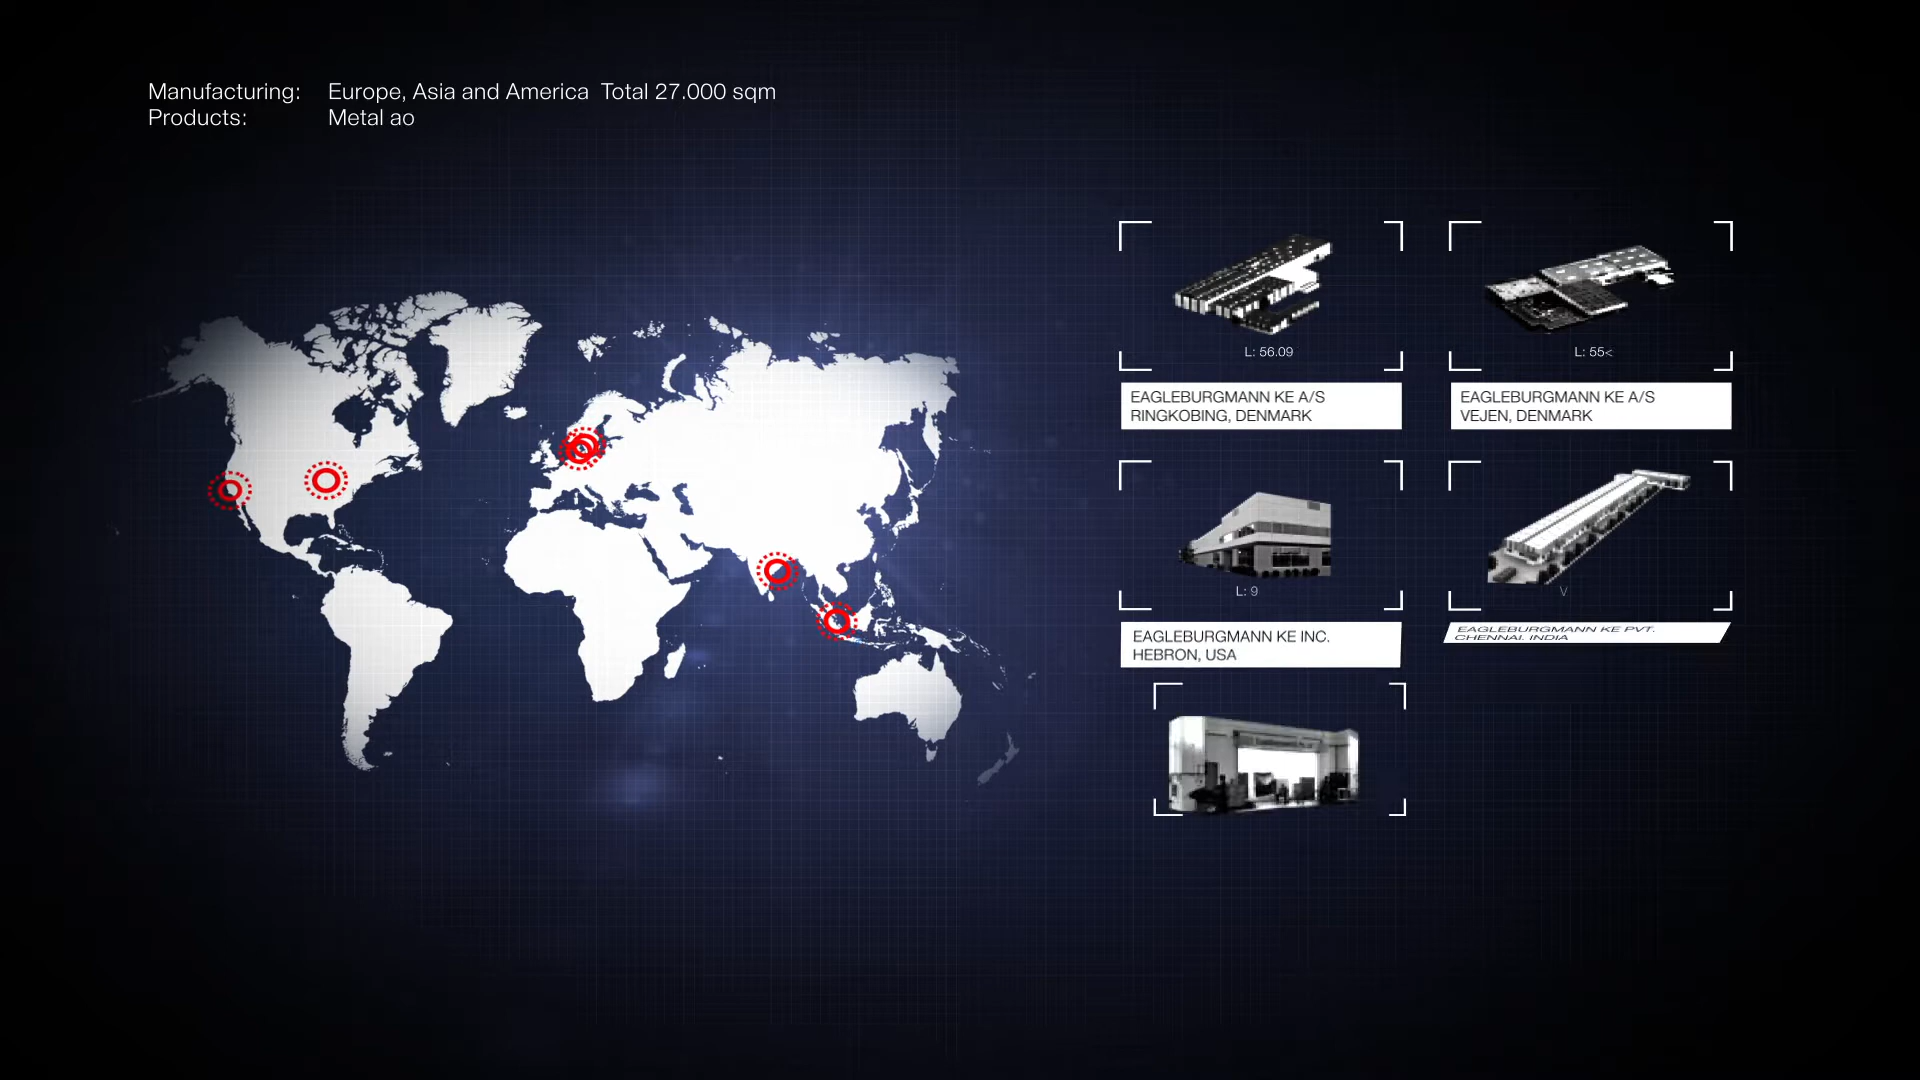 Manufacturing: Europe, Asia and America Total 27.000 sqm
Products: Metal ao
L: 56.09
L: 55<
EAGLEBURGMANN KE A/S
RINGKOBING, DENMARK
EAGLEBURGMANN KE A/S
VEJEN, DENMARK
L: 9
V
EAGLEBURGMANN KE INC.
HEBRON, USA
EAGLEBURGMANN KE PVT.
CHENNAI, INDIA